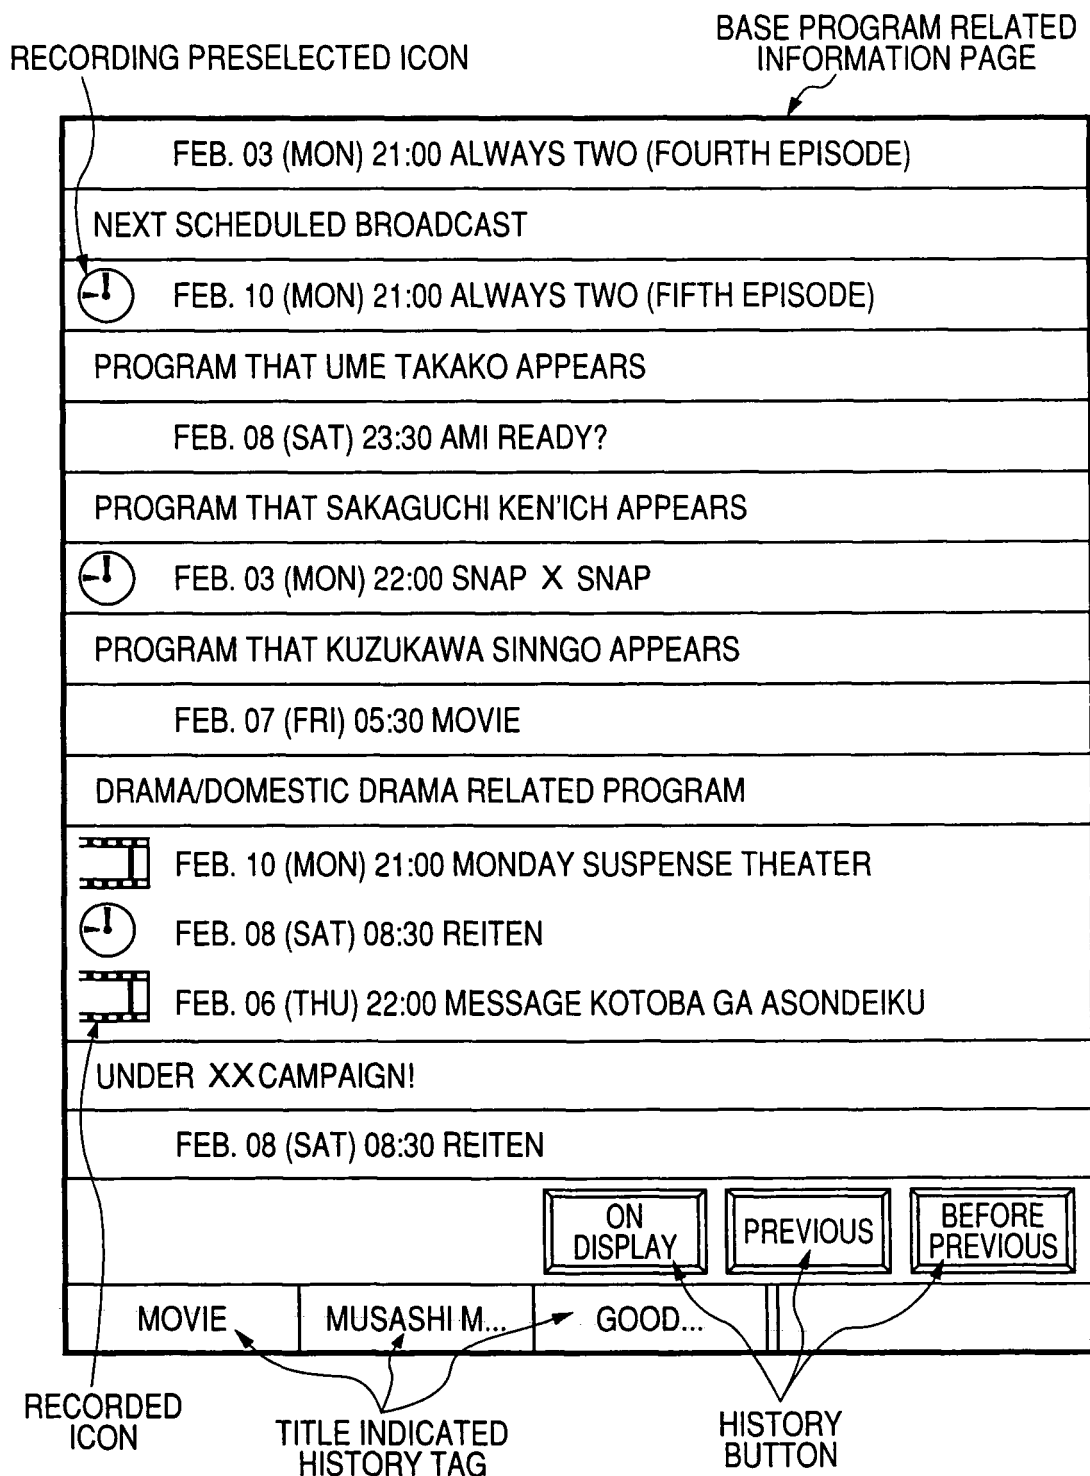 BASE PROGRAM RELATED
INFORMATION PAGE
RECORDING PRESELECTED ICON
FEB. 03 (MON) 21:00 ALWAYS TWO (FOURTH EPISODE)
NEXT SCHEDULED BROADCAST
FEB. 10 (MON) 21:00 ALWAYS TWO (FIFTH EPISODE)
PROGRAM THAT UME TAKAKO APPEARS
FEB. 08 (SAT) 23:30 AMI READY?
PROGRAM THAT SAKAGUCHI KEN'ICH APPEARS
FEB. 03 (MON) 22:00 SNAP X SNAP
PROGRAM THAT KUZUKAWA SINNGO APPEARS
FEB. 07 (FRI) 05:30 MOVIE
DRAMA/DOMESTIC DRAMA RELATED PROGRAM
FEB. 10 (MON) 21:00 MONDAY SUSPENSE THEATER
FEB. 08 (SAT) 08:30 REITEN
FEB. 06 (THU) 22:00 MESSAGE KOTOBA GA ASONDEIKU
UNDER XX CAMPAIGN!
FEB. 08 (SAT) 08:30 REITEN
ON
DISPLAY
PREVIOUS
BEFORE
PREVIOUS
MOVIE
MUSASHI M...
GOOD...
RECORDED
ICON
TITLE INDICATED
HISTORY TAG
HISTORY
BUTTON